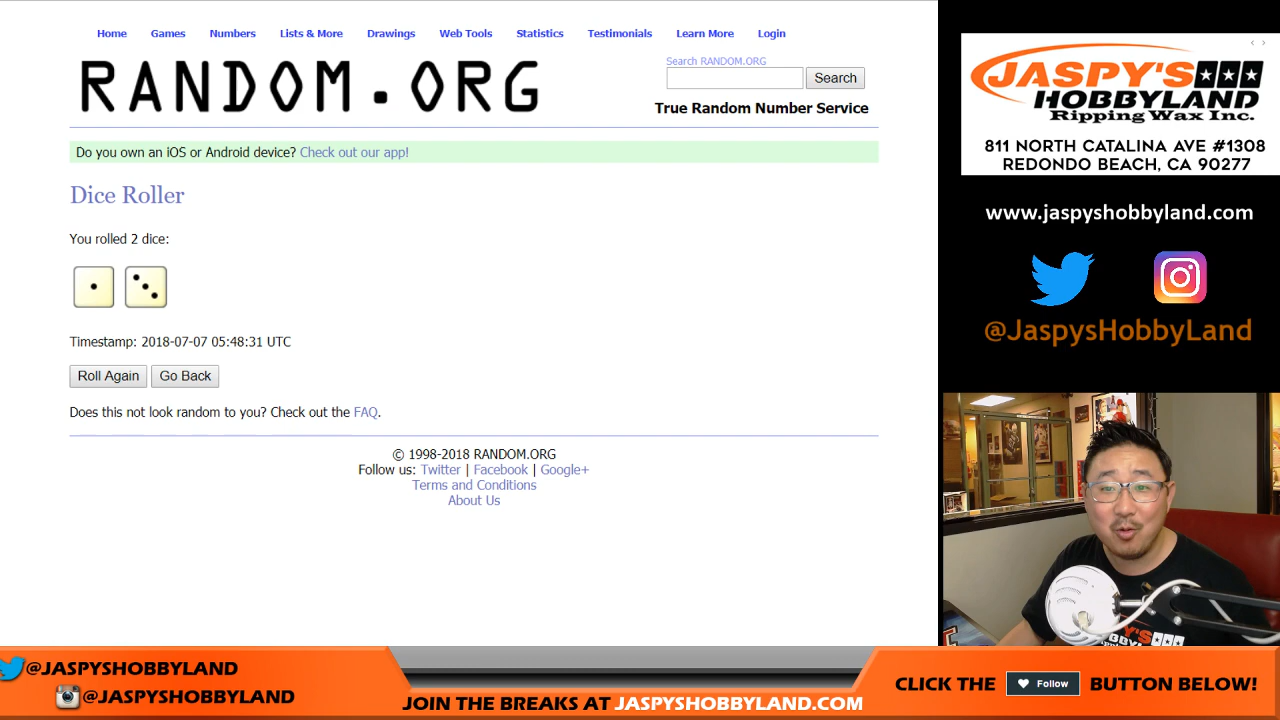 Home Games Numbers Lists & More Drawings Web Tools Statistics Testimonials Learn More Login
RANDOM.ORG
Search RANDOM.ORG
Search
True Random Number Service
Do you own an iOS or Android device? Check out our app!
Dice Roller
You rolled 2 dice:
Timestamp: 2018-07-07 05:48:31 UTC
Roll Again Go Back
Does this not look random to you? Check out the FAQ.
© 1998-2018 RANDOM.ORG
Follow us: Twitter | Facebook | Google+
Terms and Conditions
About Us
JASPY'S
HOBBYLAND
Ripping Wax Inc.
811 NORTH CATALINA AVE #1308
REDONDO BEACH, CA 90277
www.jaspyshobbyland.com
@JaspysHobbyLand
JASPY'S
@JASPYSHOBBYLAND
@JASPYSHOBBYLAND
JOIN THE BREAKS AT JASPYSHOBBYLAND.COM
CLICK THE Follow BUTTON BELOW!